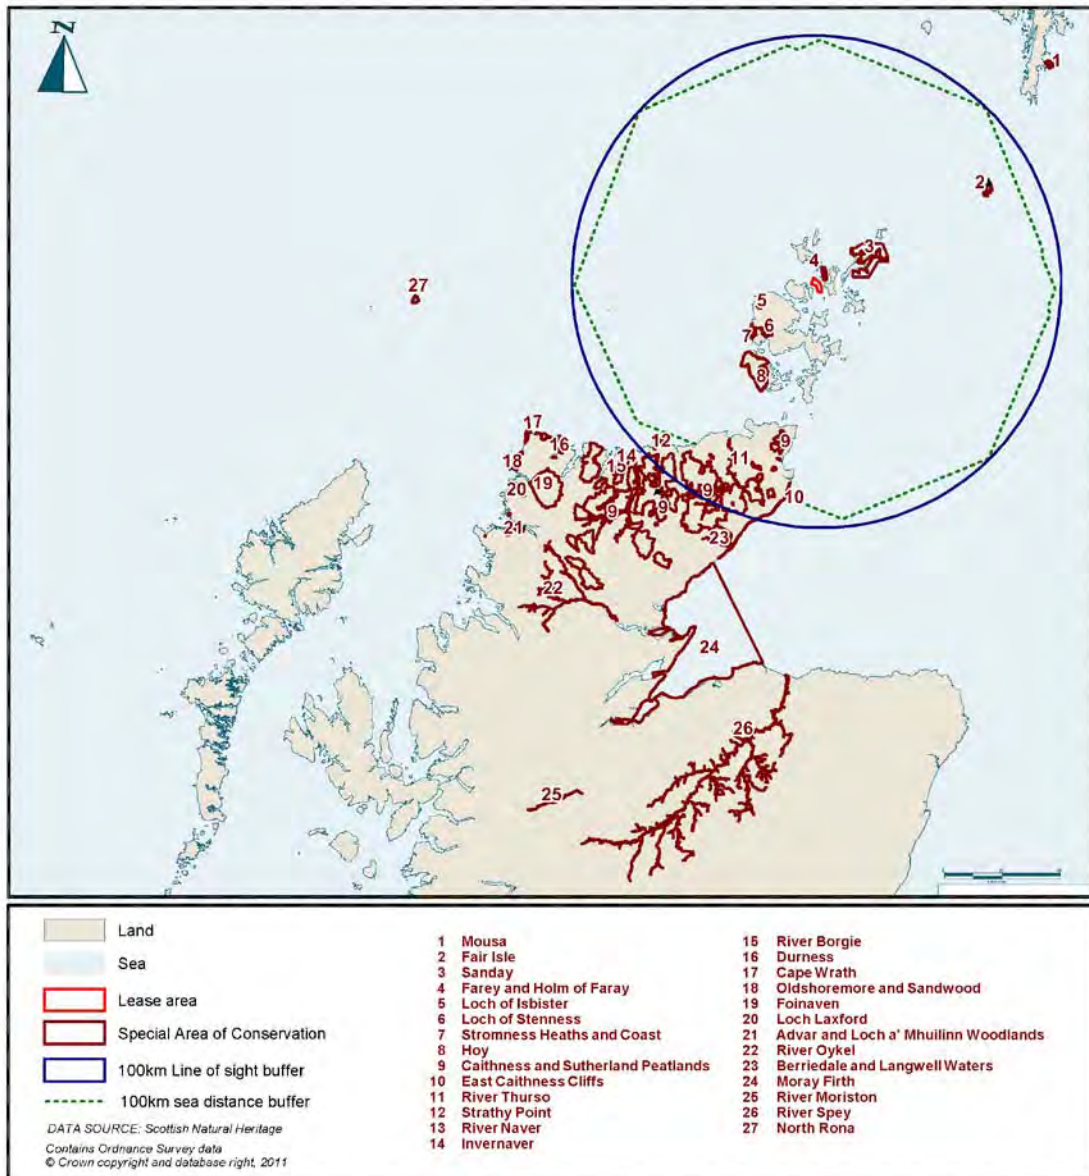 N
1
2
3
4
27
5
6
7
8
17
16
12
9
14
11
18
15
19
20
9
10
9
9
21
23
22
24
26
25
Land
Sea
Lease area
Special Area of Conservation
100km Line of sight buffer
100km sea distance buffer
DATA SOURCE: Scottish Natural Heritage
Contains Ordnance Survey data
© Crown copyright and database right, 2011
1 Mousa
2 Fair Isle
3 Sanday
4 Farey and Holm of Faray
5 Loch of Isbister
6 Loch of Stenness
7 Stromness Heaths and Coast
8 Hoy
9 Caithness and Sutherland Peatlands
10 East Caithness Cliffs
11 River Thurso
12 Strathy Point
13 River Naver
14 Invernaver
15 River Borgie
16 Durness
17 Cape Wrath
18 Oldshoremore and Sandwood
19 Foinaven
20 Loch Laxford
21 Advar and Loch a' Mhuilinn Woodlands
22 River Oykel
23 Berriedale and Langwell Waters
24 Moray Firth
25 River Moriston
26 River Spey
27 North Rona